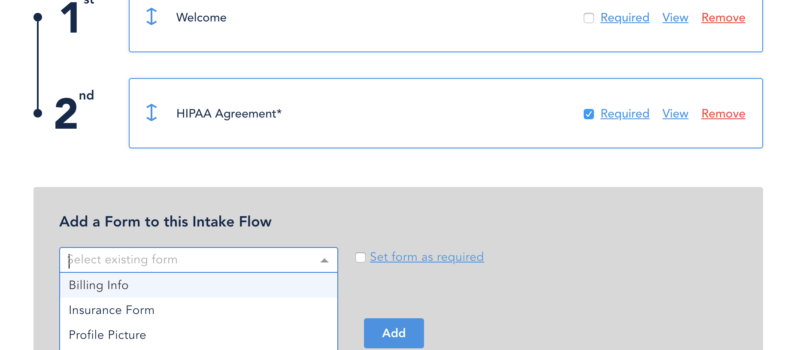 1st
Welcome Required View Remove
2nd
HIPAA Agreement* Required View Remove
Add a Form to this Intake Flow
Select existing form Set form as required
Billing Info
Insurance Form
Profile Picture
Add